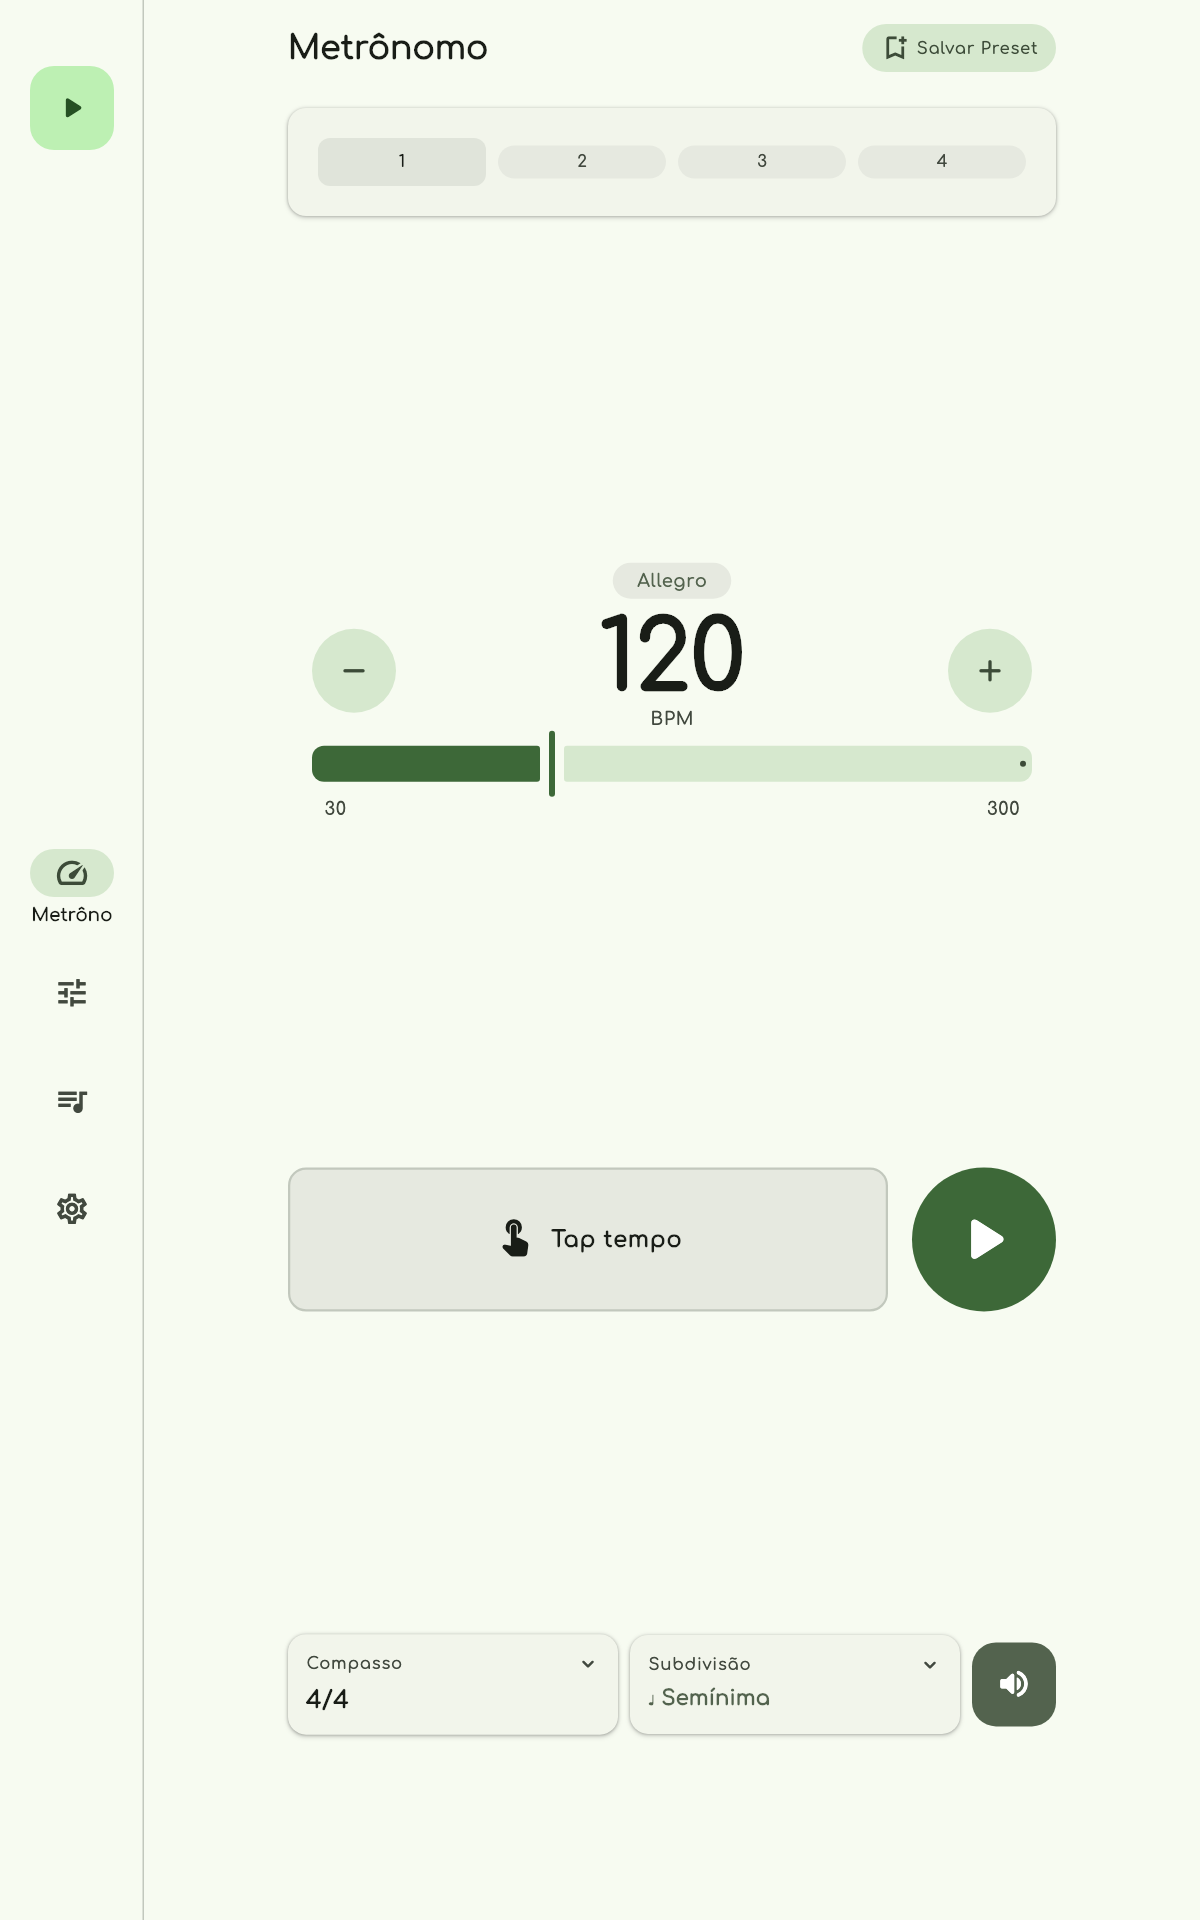 Metrônomo
Salvar Preset
1 2 3 4
Allegro
120
BPM
30 300
Metrôno
Tap tempo
Compasso
4/4
Subdivisão
♩ Semínima